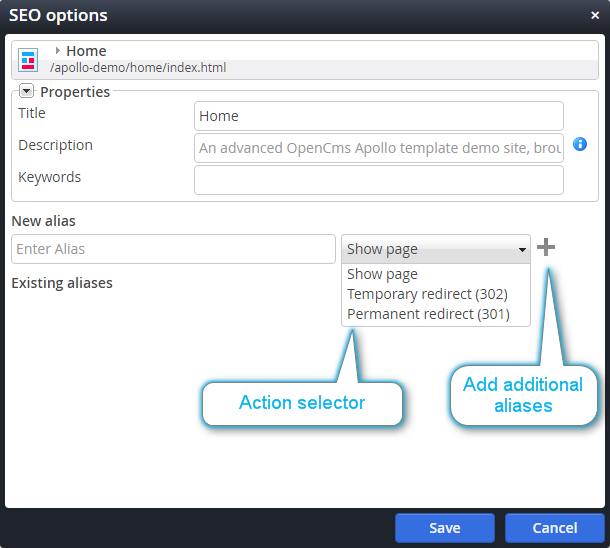 SEO options
Home
/apollo-demo/home/index.html
Properties
Title
Home
Description
An advanced OpenCms Apollo template demo site, brou
Keywords
New alias
Enter Alias
Show page
Show page
Temporary redirect (302)
Permanent redirect (301)
Existing aliases
Action selector
Add additional
aliases
Save
Cancel